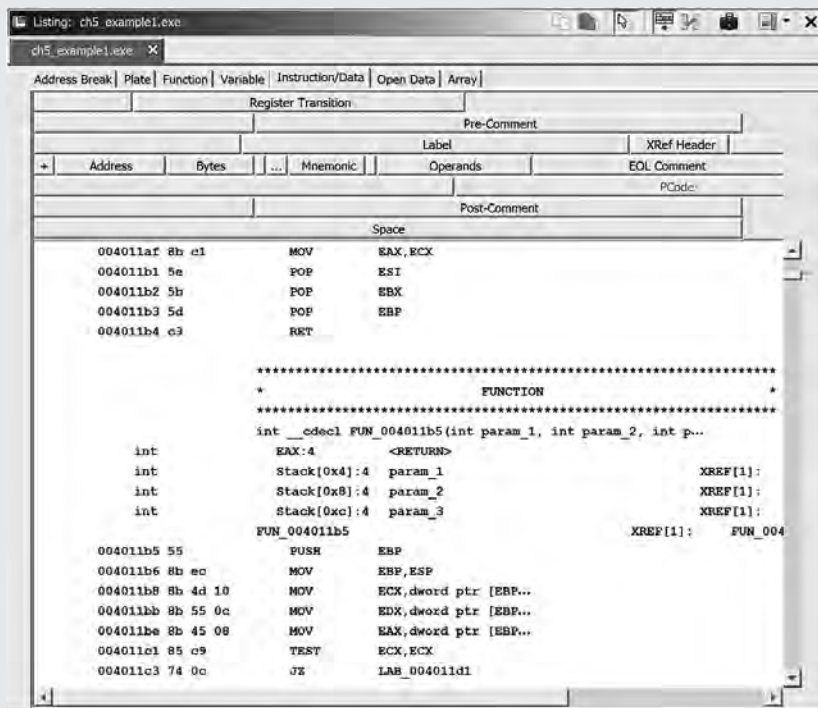 Listing: ch5_example1.exe
ch5_example1.exe X
Address Break | Plate | Function | Variable | Instruction/Data | Open Data | Array |
Register Transition
Pre-Comment
Label XRef Header
+ Address Bytes ... Mnemonic Operands EOL Comment
PCode
Post-Comment
Space
004011af 8b c1 MOV EAX,ECX
004011b1 5e POP ESI
004011b2 5b POP EBX
004011b3 5d POP EBP
004011b4 c3 RET
******************************************************************
* FUNCTION *
******************************************************************
int __cdecl FUN_004011b5(int param_1, int param_2, int p...
int EAX:4 <RETURN>
int Stack[0x4]:4 param_1 XREF[1]:
int Stack[0x8]:4 param_2 XREF[1]:
int Stack[0xc]:4 param_3 XREF[1]:
FUN_004011b5 XREF[1]: FUN_004
004011b5 55 PUSH EBP
004011b6 8b ec MOV EBP,ESP
004011b8 8b 4d 10 MOV ECX,dword ptr [EBP...
004011bb 8b 55 0c MOV EDX,dword ptr [EBP...
004011be 8b 45 08 MOV EAX,dword ptr [EBP...
004011c1 85 c9 TEST ECX,ECX
004011c3 74 0c JZ LAB_004011d1